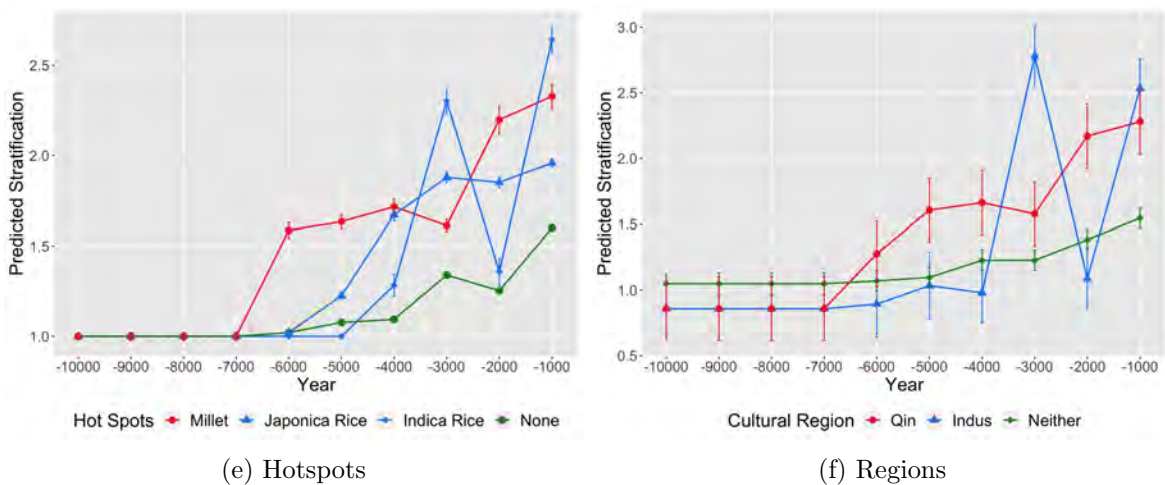 Predicted Stratification
2.5
2.0
1.5
1.0
-10000 -9000 -8000 -7000 -6000 -5000 -4000 -3000 -2000 -1000
Year
Hot Spots Millet Japonica Rice Indica Rice None
(e) Hotspots
Predicted Stratification
3.0
2.5
2.0
1.5
1.0
0.5
-10000 -9000 -8000 -7000 -6000 -5000 -4000 -3000 -2000 -1000
Year
Cultural Region Qin Indus Neither
(f) Regions